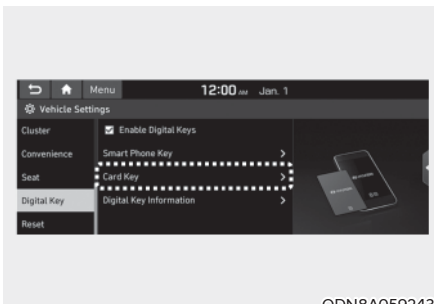 Menu 12:00 AM Jan. 1
Vehicle Settings
Cluster
Enable Digital Keys
Convenience
Smart Phone Key
Seat
Card Key
Digital Key
Digital Key Information
Reset